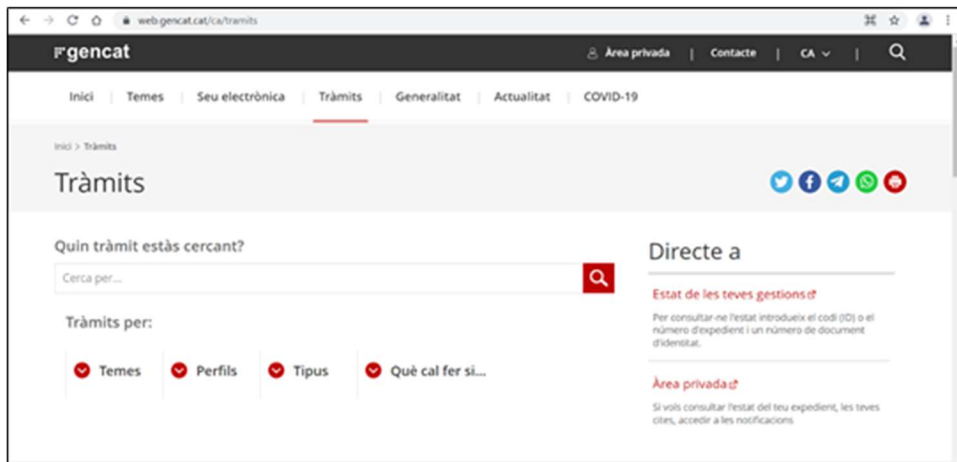 web.gencat.cat/ca/tramits
gencat
Àrea privada | Contacte | CA |
Inici | Temes | Seu electrònica | Tràmits | Generalitat | Actualitat | COVID-19
Inici > Tràmits
Tràmits
Quin tràmit estàs cercant?
Cerca per...
Tràmits per:
Temes Perfils Tipus Què cal fer si...
Directe a
Estat de les teves gestions
Per consultar-ne l'estat introdueix el codi (ID) o el
número d'expedient i un número de document
d'identitat.
Àrea privada
Si vols consultar l'estat del teu expedient, les teves
cites, accedir a les notificacions